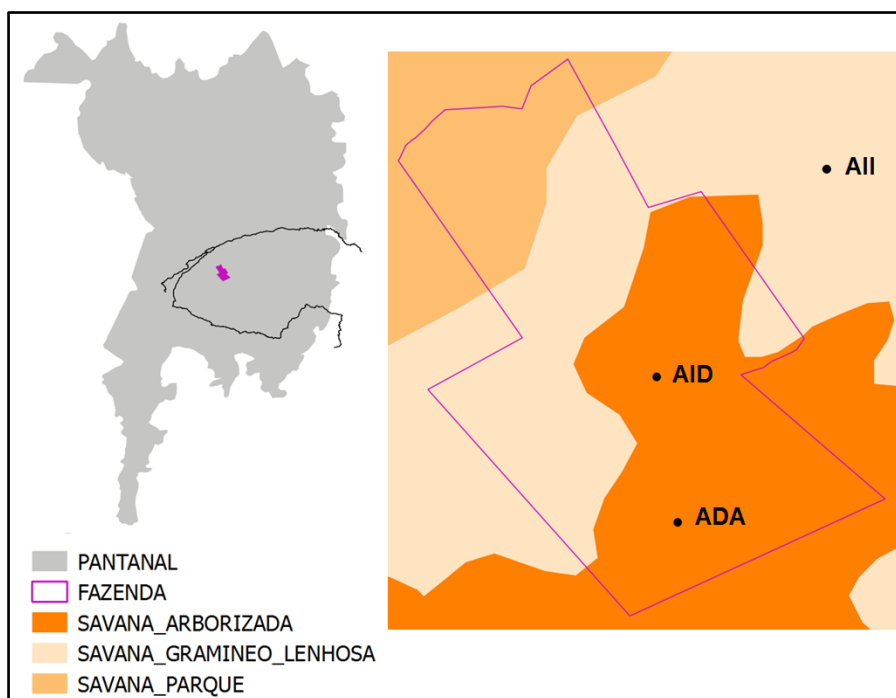 AII
AID
ADA
PANTANAL
FAZENDA
SAVANA_ARBORIZADA
SAVANA_GRAMINEO_LENHOSA
SAVANA_PARQUE